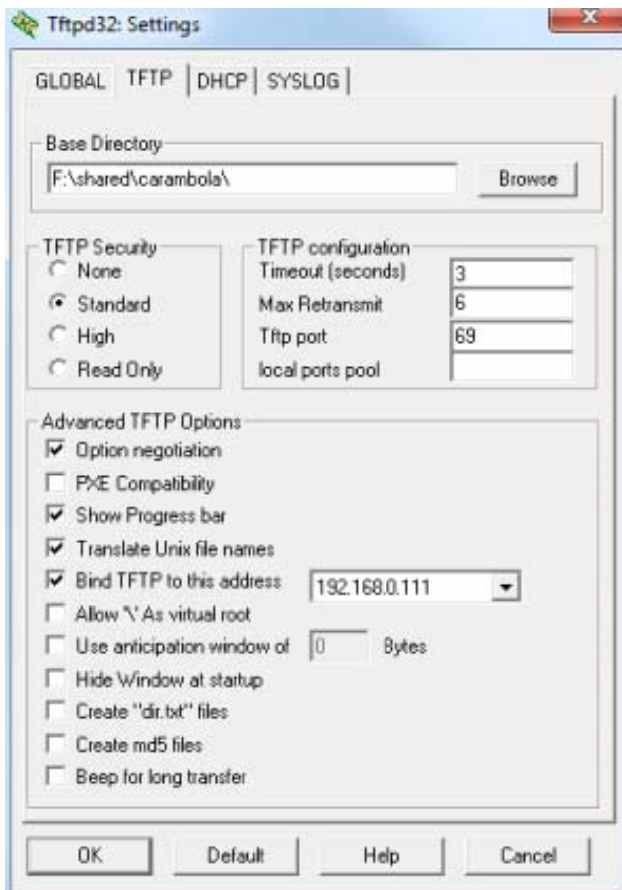 Tftpd32: Settings
GLOBAL TFTP DHCP SYSLOG
Base Directory
F:\shared\carambola\
Browse
TFTP Security
None
Standard
High
Read Only
TFTP configuration
Timeout (seconds) 3
Max Retransmit 6
Tftp port 69
local ports pool
Advanced TFTP Options
Option negotiation
PXE Compatibility
Show Progress bar
Translate Unix file names
Bind TFTP to this address 192.168.0.111
Allow '\' As virtual root
Use anticipation window of 0 Bytes
Hide Window at startup
Create "dir.txt" files
Create md5 files
Beep for long transfer
OK Default Help Cancel